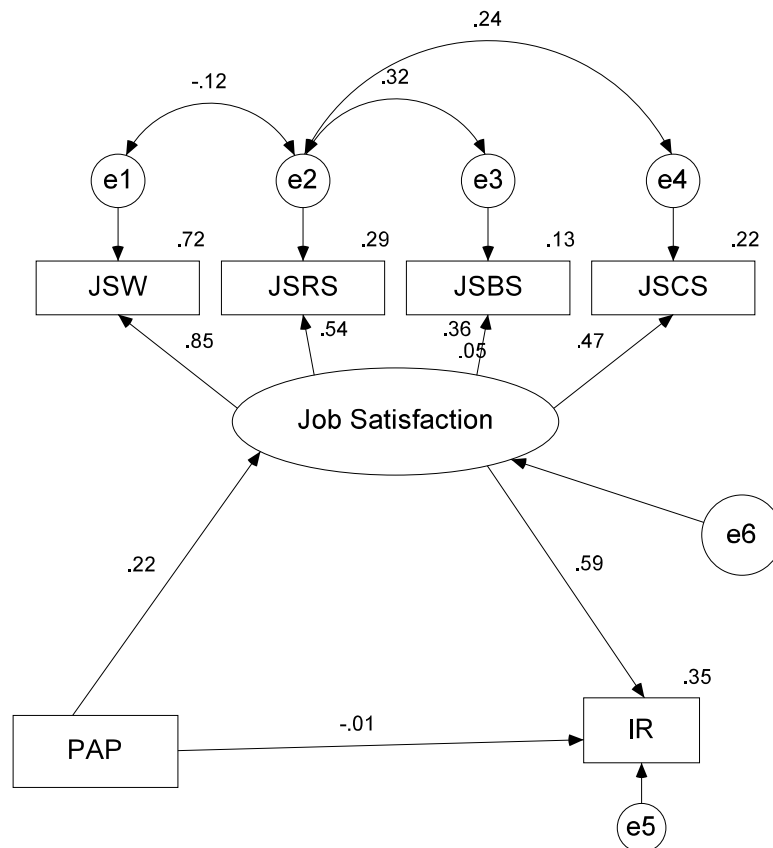 .24
-.12
.32
e1
e2
e3
e4
.72
.29
.13
.22
JSW
JSRS
JSBS
JSCS
.85
.54
.36
.05
.47
Job Satisfaction
e6
.22
.59
.35
-.01
PAP
IR
e5